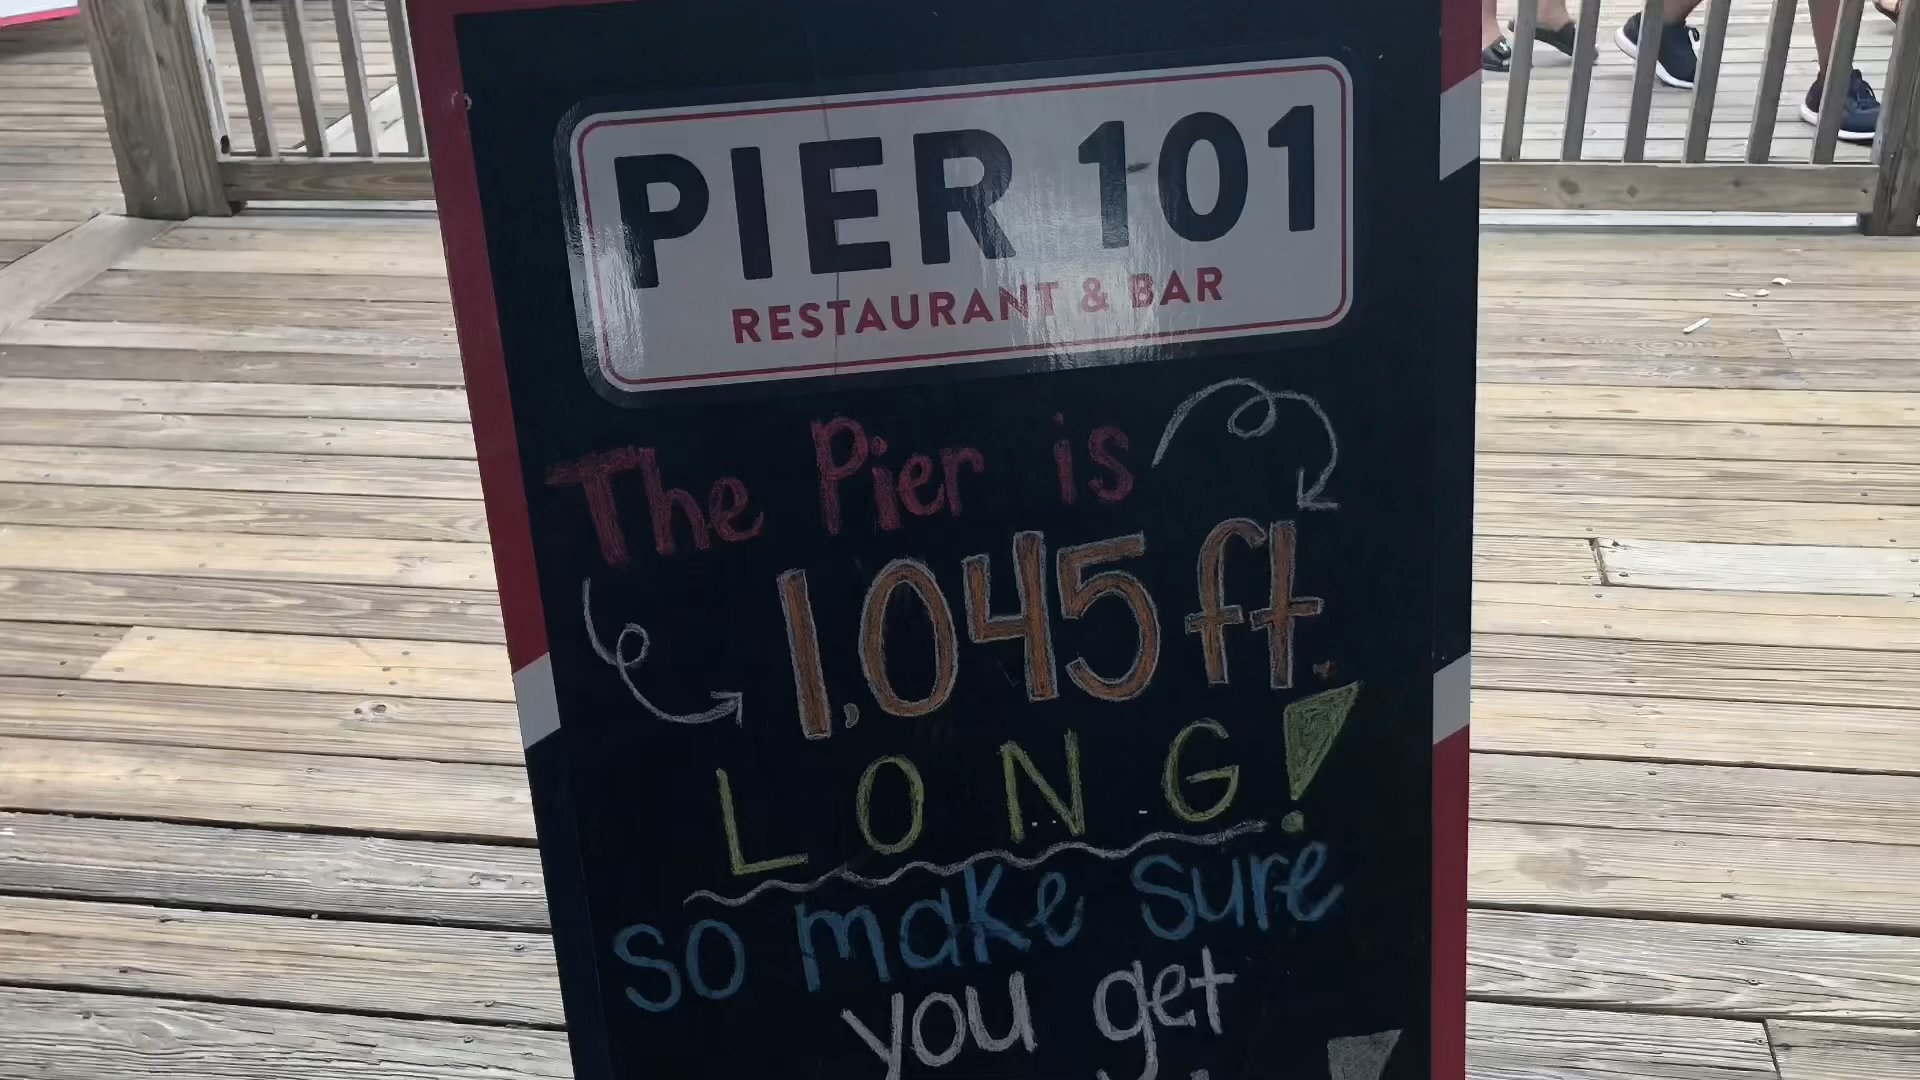 PIER 101
RESTAURANT & BAR
The Pier is
1,045 ft.
LONG!
so make sure
you get